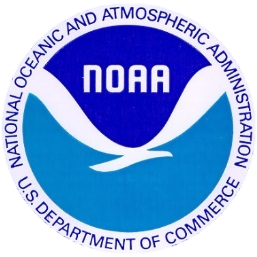 NATIONAL OCEANIC AND ATMOSPHERIC ADMINISTRATION
NOAA
U.S. DEPARTMENT OF COMMERCE